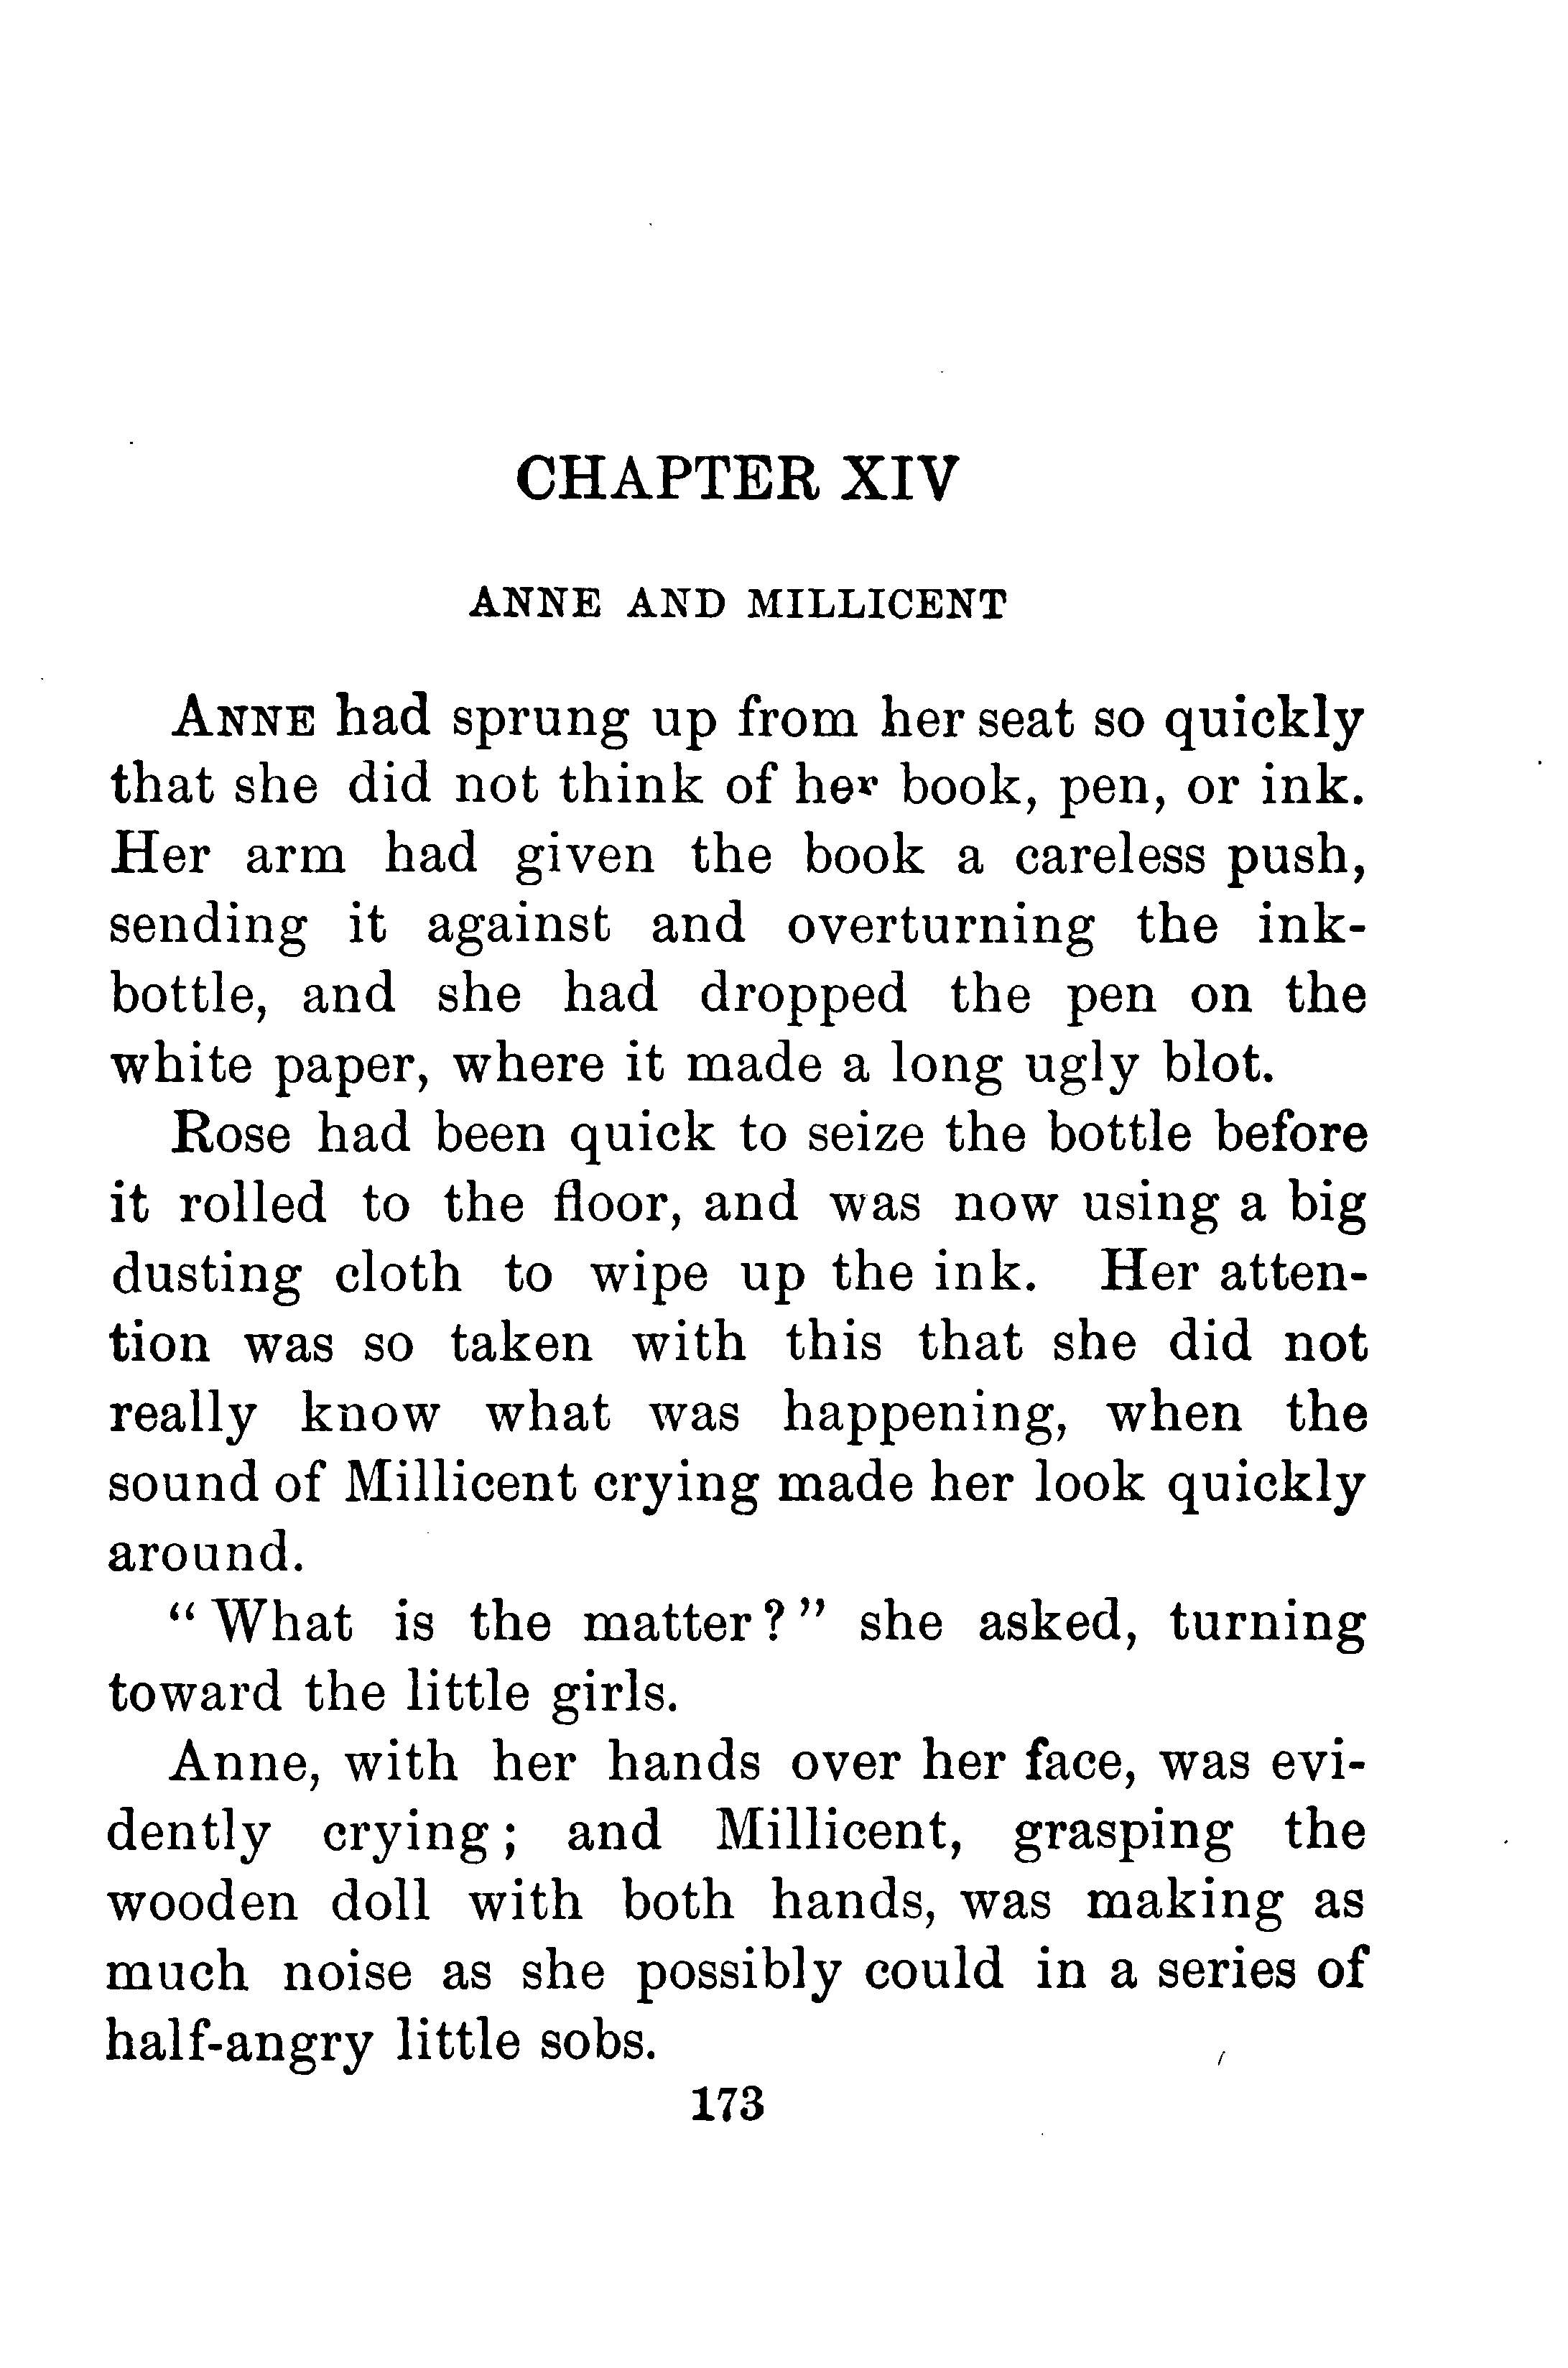 CHAPTER XIV
ANNE AND MILLICENT
ANNE had sprung up from her seat so quickly
that she did not think of her book, pen, or ink.
Her arm had given the book a careless push,
sending it against and overturning the ink-
bottle, and she had dropped the pen on the
white paper, where it made a long ugly blot.
Rose had been quick to seize the bottle before
it rolled to the floor, and was now using a big
dusting cloth to wipe up the ink. Her atten-
tion was so taken with this that she did not
really know what was happening, when the
sound of Millicent crying made her look quickly
around.
“What is the matter?” she asked, turning
toward the little girls.
Anne, with her hands over her face, was evi-
dently crying; and Millicent, grasping the
wooden doll with both hands, was making as
much noise as she possibly could in a series of
half-angry little sobs.
173